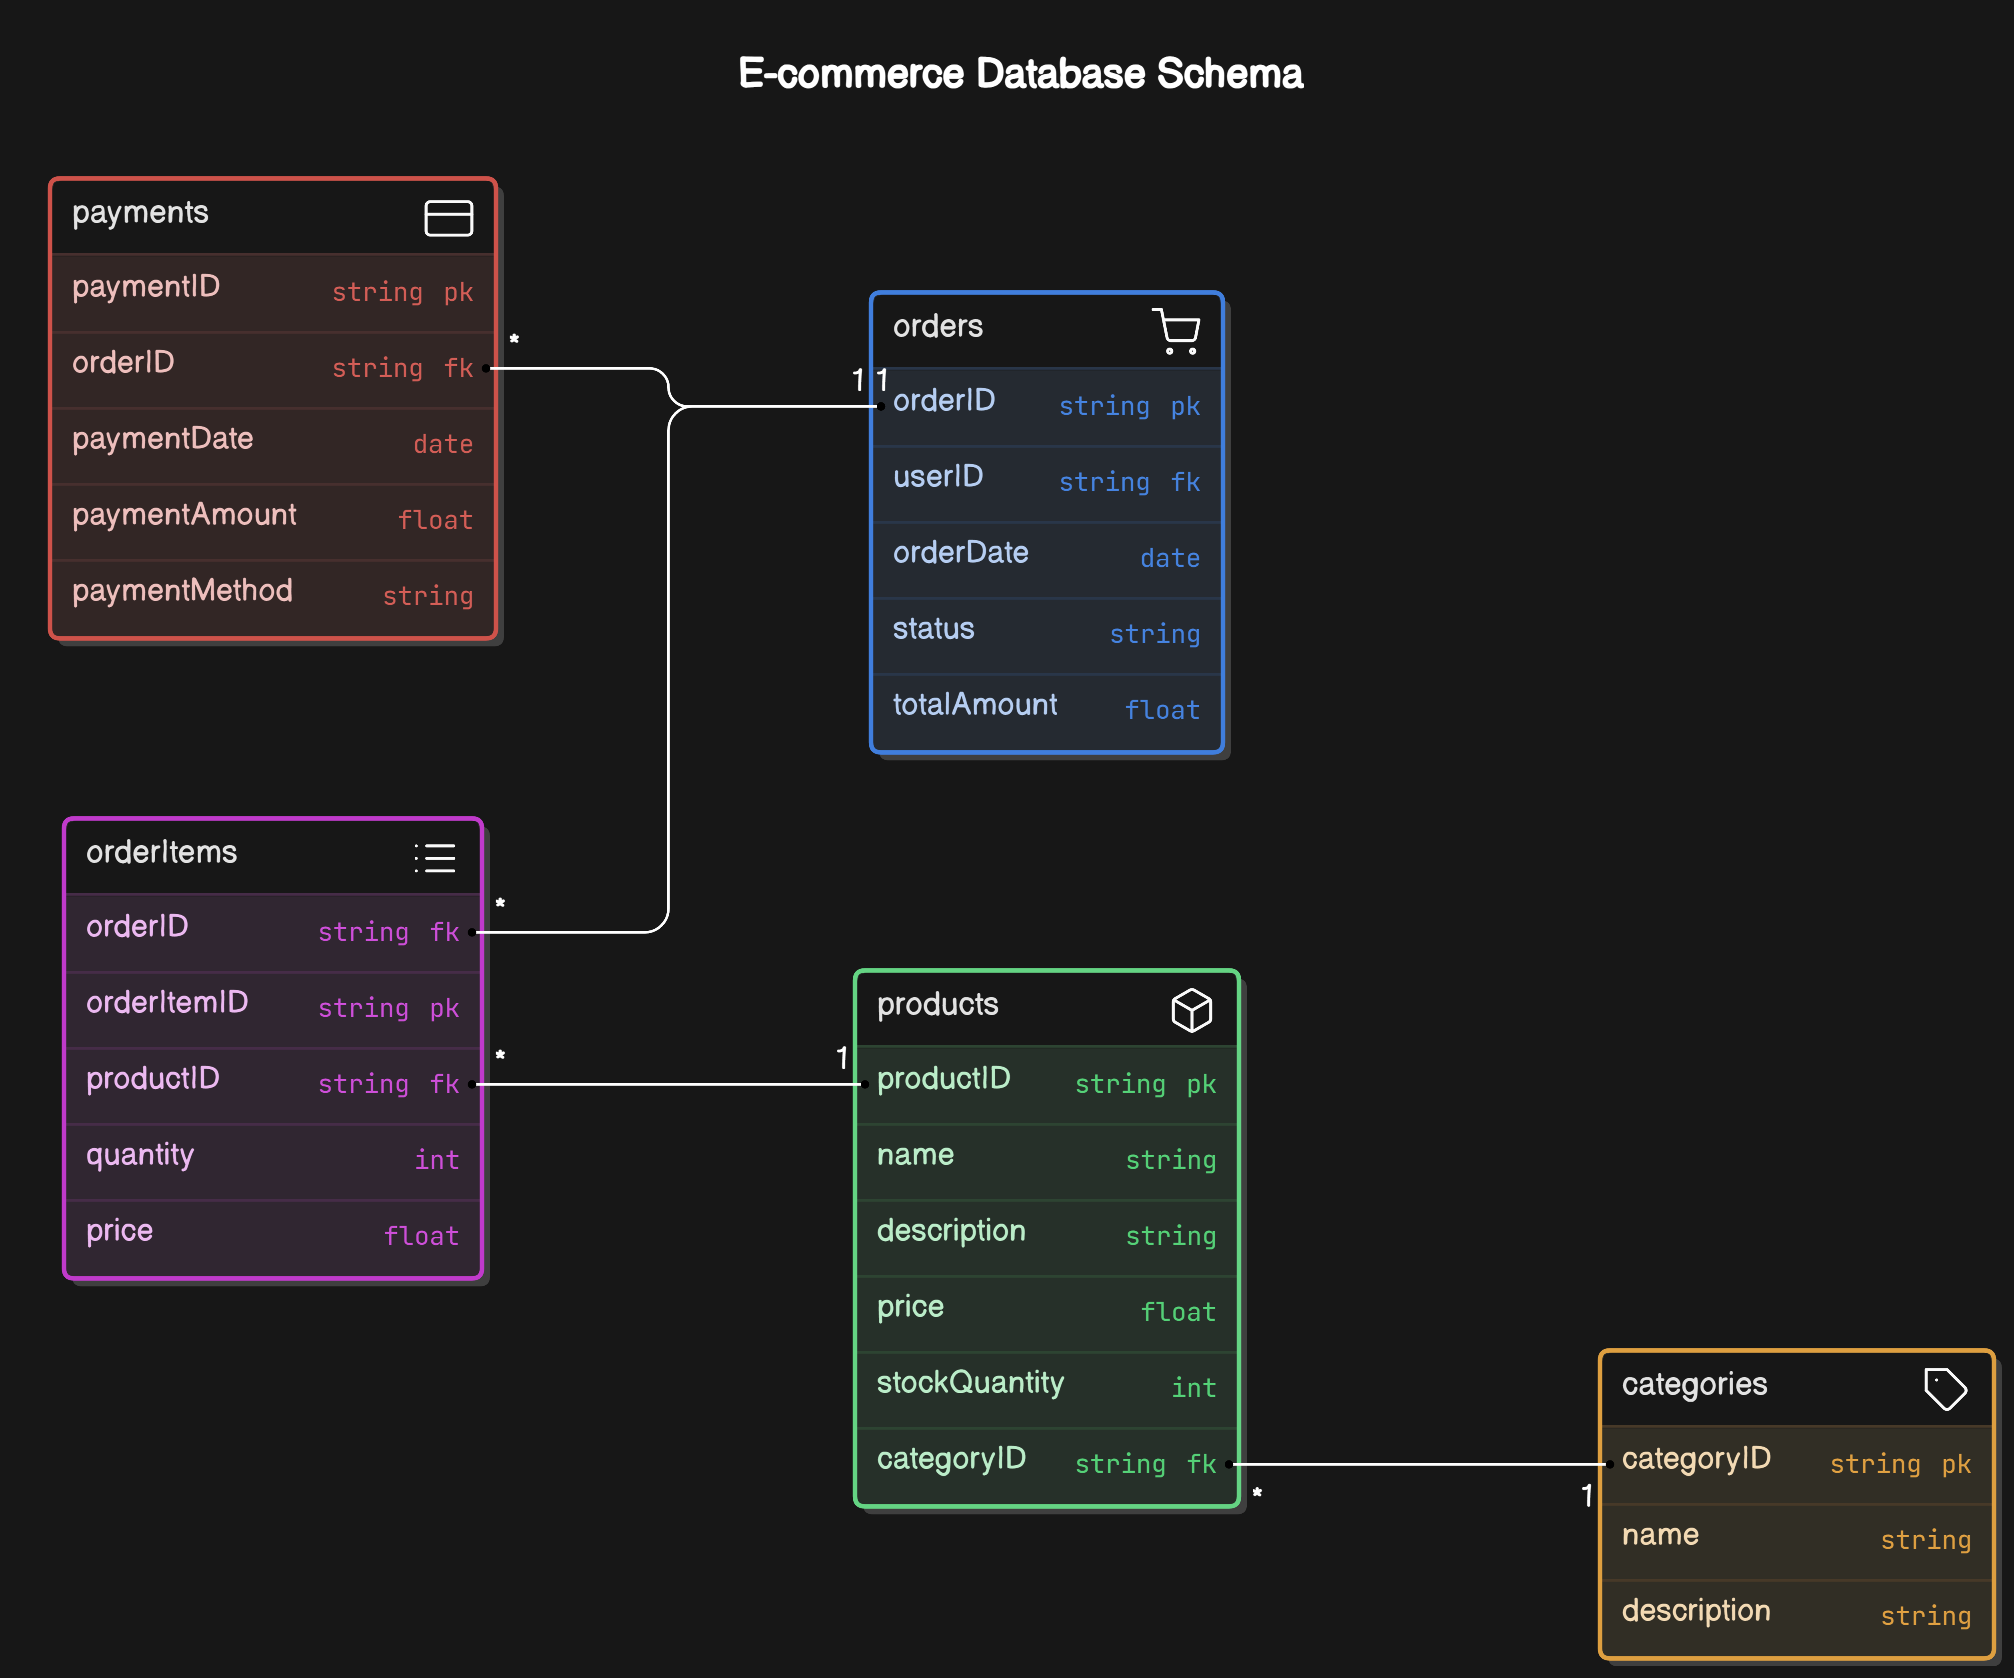 E-commerce Database Schema
payments
paymentID string pk
orderID string fk
*
paymentDate date
paymentAmount float
paymentMethod string
orders
1 1
orderID string pk
userID string fk
orderDate date
status string
totalAmount float
orderItems
*
orderID string fk
orderItemID string pk
*
productID string fk
quantity int
price float
products
1
productID string pk
name string
description string
price float
stockQuantity int
categoryID string fk
*
categories
categoryID string pk
1
name string
description string